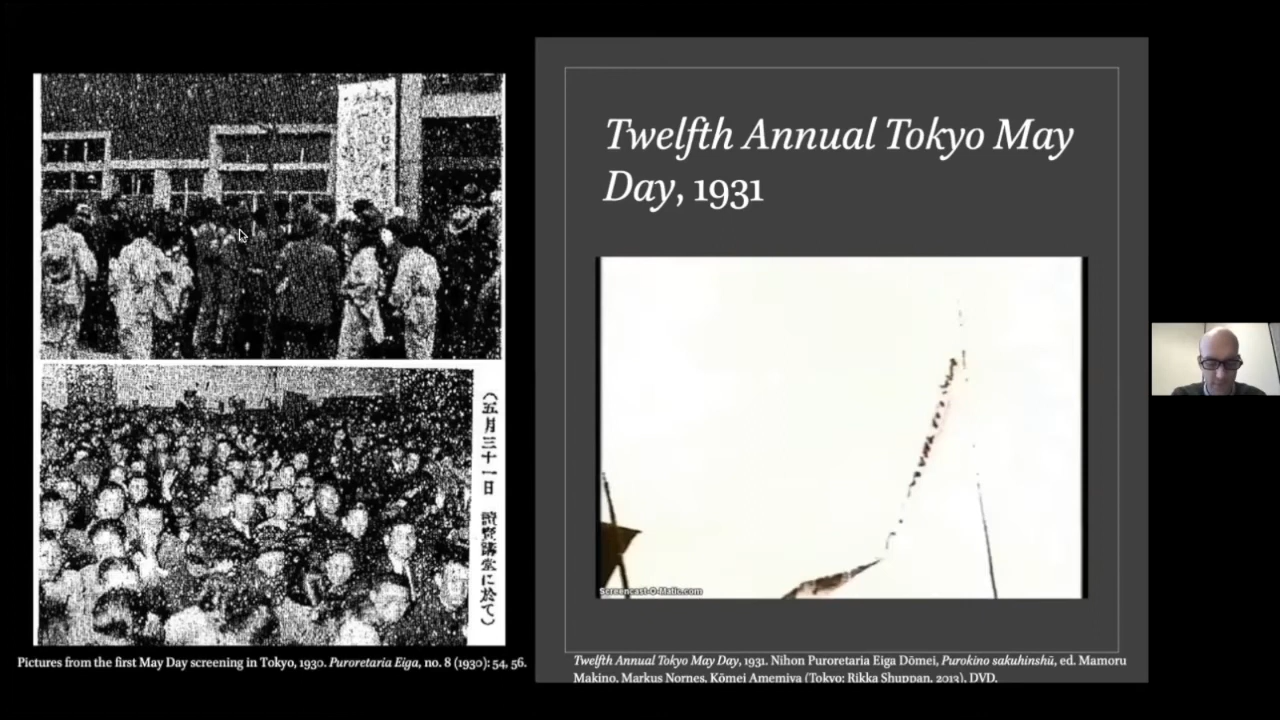 (五月三十一日 讀賣講堂に於て)
Pictures from the first May Day screening in Tokyo, 1930. Puroretaria Eiga, no. 8 (1930): 54, 56.
Twelfth Annual Tokyo May
Day, 1931
Screencast-O-Matic.com
Twelfth Annual Tokyo May Day, 1931. Nihon Puroretaria Eiga Dōmei, Purokino sakuhinshū, ed. Mamoru
Makino, Markus Nornes, Kōmei Amemiya (Tokyo: Rikka Shuppan, 2013), DVD.